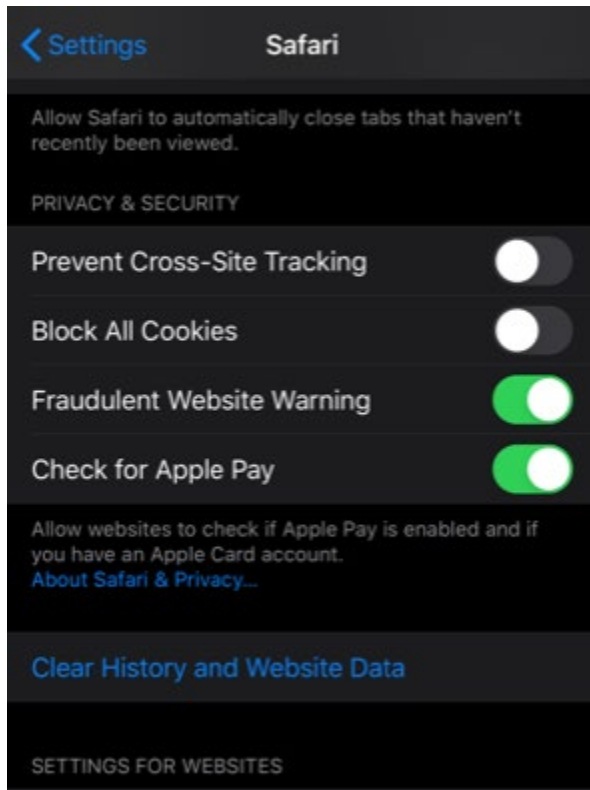 Settings
Safari
Allow Safari to automatically close tabs that haven't
recently been viewed.
PRIVACY & SECURITY
Prevent Cross-Site Tracking
Block All Cookies
Fraudulent Website Warning
Check for Apple Pay
Allow websites to check if Apple Pay is enabled and if
you have an Apple Card account.
About Safari & Privacy...
Clear History and Website Data
SETTINGS FOR WEBSITES